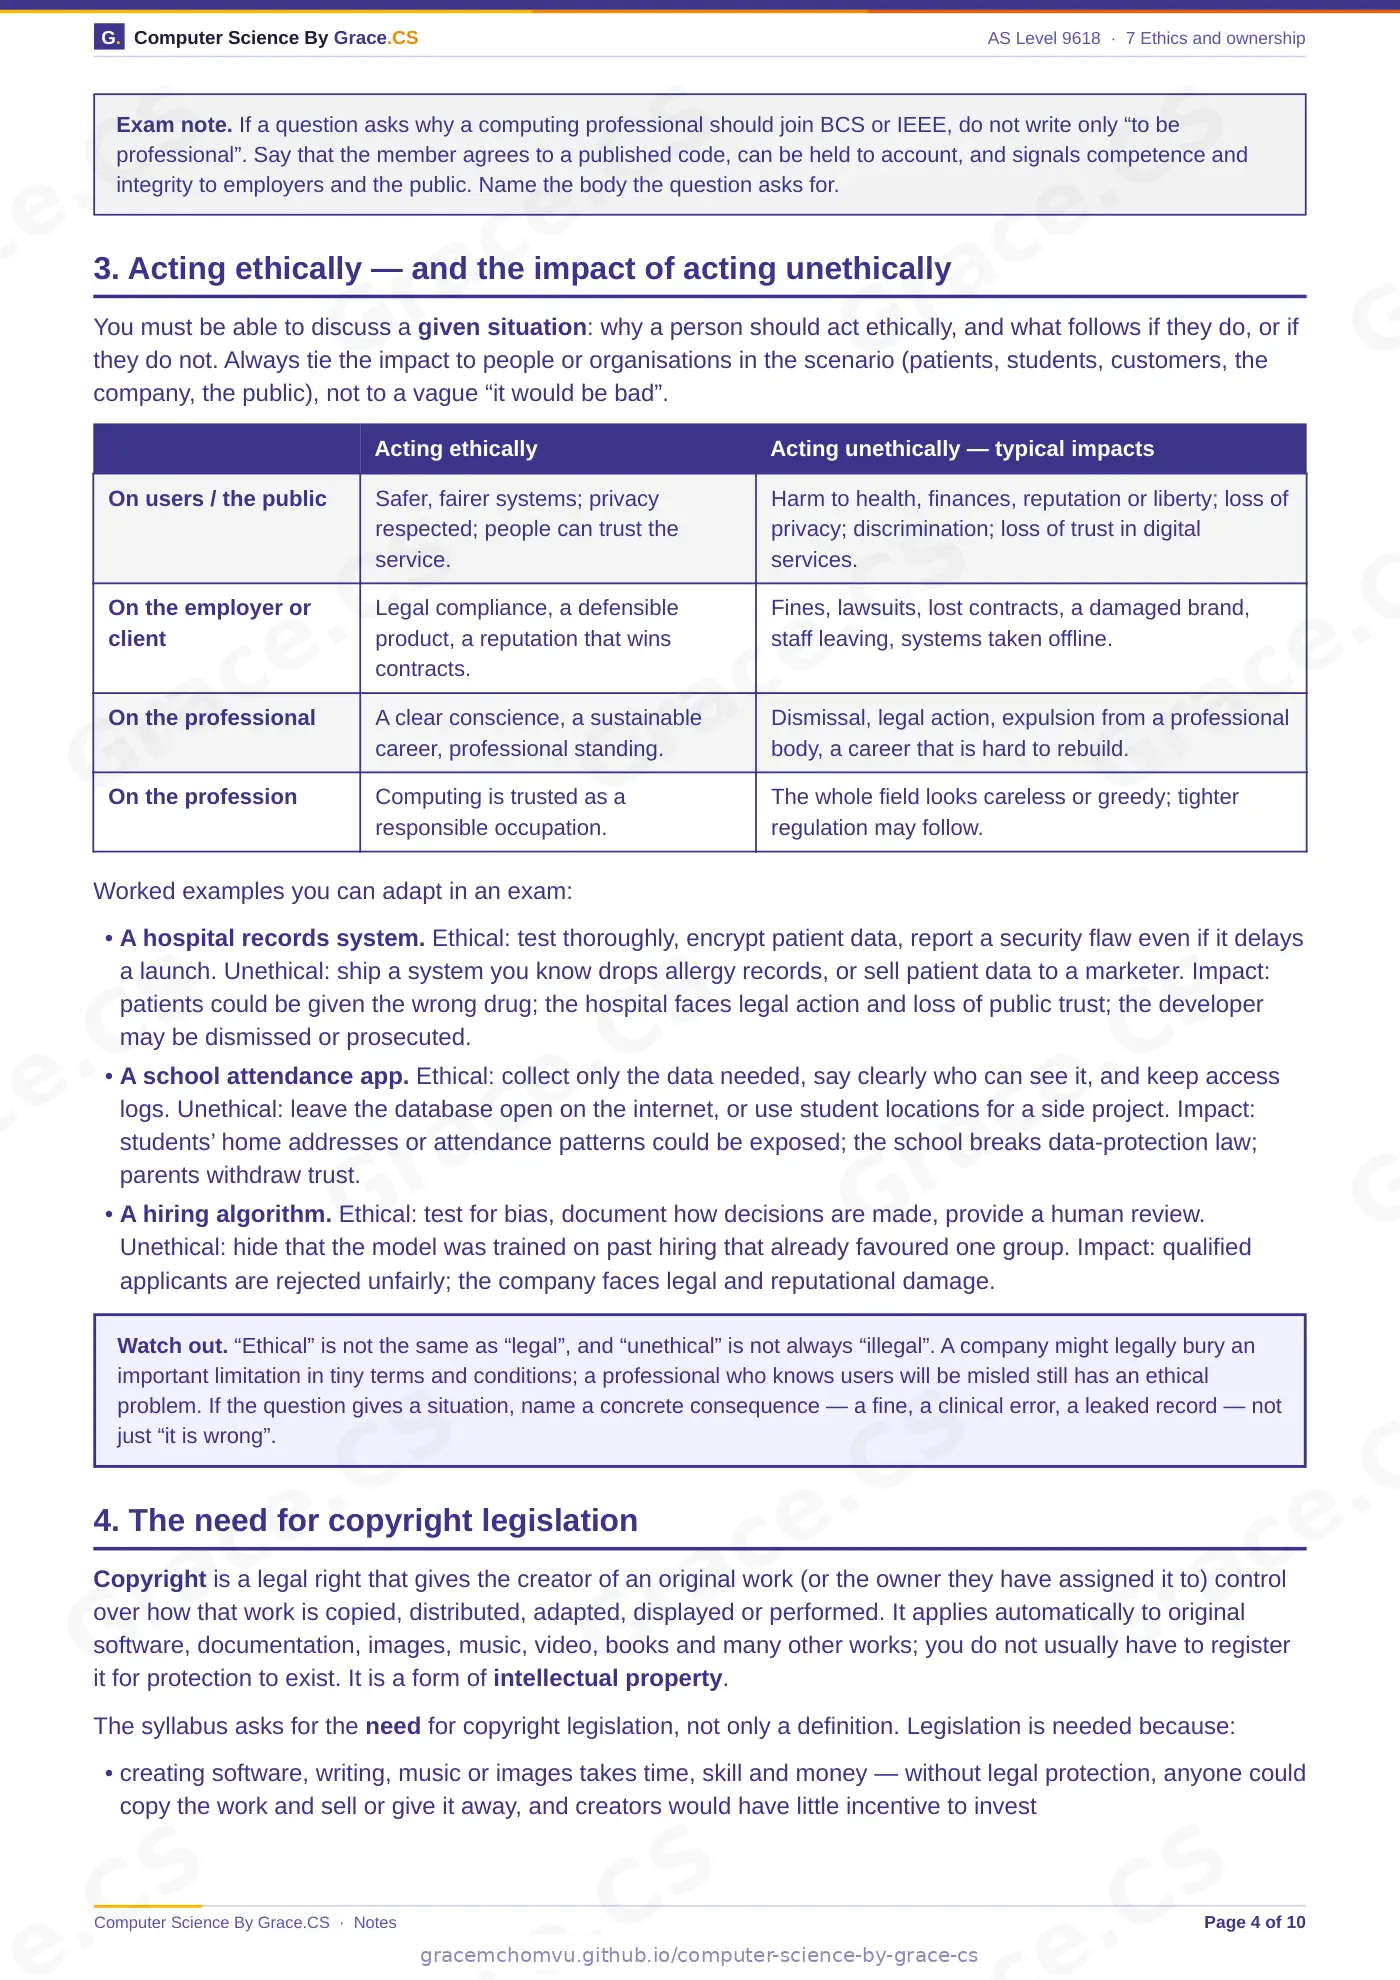 G. Computer Science By Grace.CS
AS Level 9618 · 7 Ethics and ownership
Exam note. If a question asks why a computing professional should join BCS or IEEE, do not write only “to be
professional”. Say that the member agrees to a published code, can be held to account, and signals competence and
integrity to employers and the public. Name the body the question asks for.
3. Acting ethically — and the impact of acting unethically
You must be able to discuss a given situation: why a person should act ethically, and what follows if they do, or if
they do not. Always tie the impact to people or organisations in the scenario (patients, students, customers, the
company, the public), not to a vague “it would be bad”.
Acting ethically
Acting unethically — typical impacts
On users / the public
Safer, fairer systems; privacy
respected; people can trust the
service.
Harm to health, finances, reputation or liberty; loss of
privacy; discrimination; loss of trust in digital
services.
On the employer or
client
Legal compliance, a defensible
product, a reputation that wins
contracts.
Fines, lawsuits, lost contracts, a damaged brand,
staff leaving, systems taken offline.
On the professional
A clear conscience, a sustainable
career, professional standing.
Dismissal, legal action, expulsion from a professional
body, a career that is hard to rebuild.
On the profession
Computing is trusted as a
responsible occupation.
The whole field looks careless or greedy; tighter
regulation may follow.
Worked examples you can adapt in an exam:
• A hospital records system. Ethical: test thoroughly, encrypt patient data, report a security flaw even if it delays
a launch. Unethical: ship a system you know drops allergy records, or sell patient data to a marketer. Impact:
patients could be given the wrong drug; the hospital faces legal action and loss of public trust; the developer
may be dismissed or prosecuted.
• A school attendance app. Ethical: collect only the data needed, say clearly who can see it, and keep access
logs. Unethical: leave the database open on the internet, or use student locations for a side project. Impact:
students’ home addresses or attendance patterns could be exposed; the school breaks data-protection law;
parents withdraw trust.
• A hiring algorithm. Ethical: test for bias, document how decisions are made, provide a human review.
Unethical: hide that the model was trained on past hiring that already favoured one group. Impact: qualified
applicants are rejected unfairly; the company faces legal and reputational damage.
Watch out. “Ethical” is not the same as “legal”, and “unethical” is not always “illegal”. A company might legally bury an
important limitation in tiny terms and conditions; a professional who knows users will be misled still has an ethical
problem. If the question gives a situation, name a concrete consequence — a fine, a clinical error, a leaked record — not
just “it is wrong”.
4. The need for copyright legislation
Copyright is a legal right that gives the creator of an original work (or the owner they have assigned it to) control
over how that work is copied, distributed, adapted, displayed or performed. It applies automatically to original
software, documentation, images, music, video, books and many other works; you do not usually have to register
it for protection to exist. It is a form of intellectual property.
The syllabus asks for the need for copyright legislation, not only a definition. Legislation is needed because:
• creating software, writing, music or images takes time, skill and money — without legal protection, anyone could
copy the work and sell or give it away, and creators would have little incentive to invest
Computer Science By Grace.CS · Notes
Page 4 of 10
gracemchomvu.github.io/computer-science-by-grace-cs